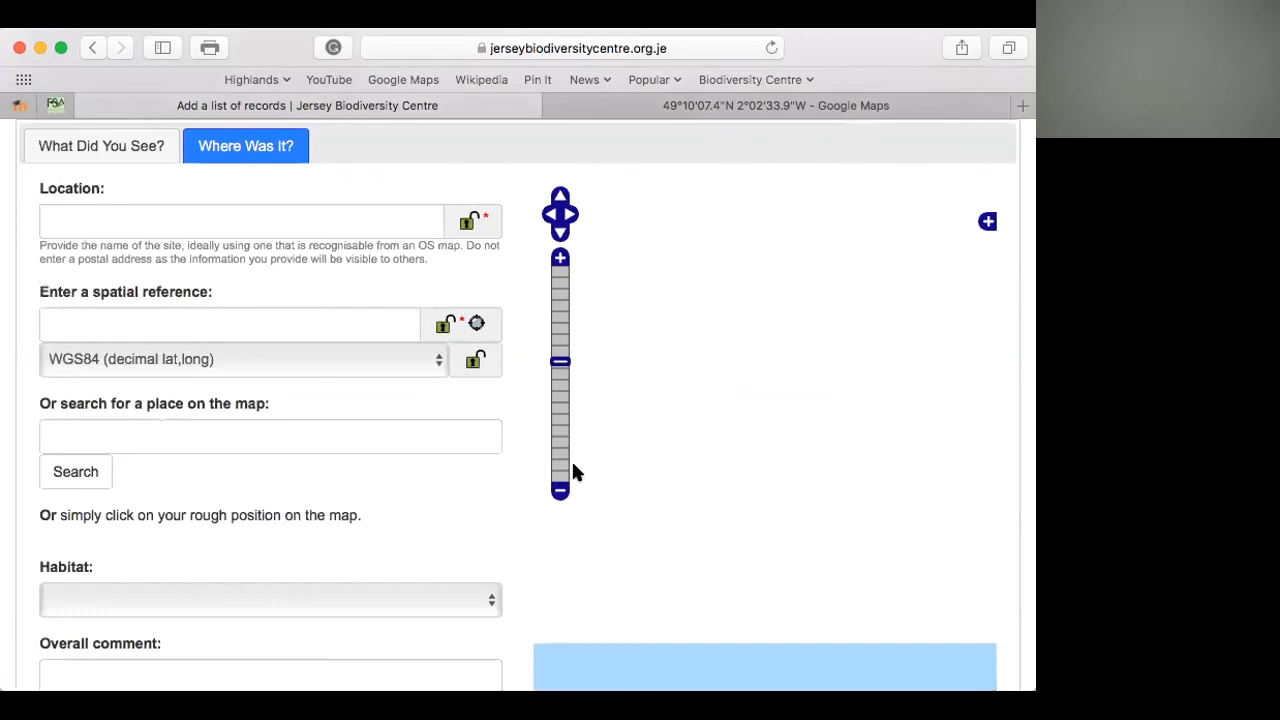 jerseybiodiversitycentre.org.je
Highlands YouTube Google Maps Wikipedia Pin It News Popular Biodiversity Centre
Add a list of records | Jersey Biodiversity Centre
49°10'07.4"N 2°02'33.9"W - Google Maps
What Did You See? Where Was It?
Location:
*
Provide the name of the site, ideally using one that is recognisable from an OS map. Do not
enter a postal address as the information you provide will be visible to others.
Enter a spatial reference:
*
WGS84 (decimal lat,long)
Or search for a place on the map:
Search
Or simply click on your rough position on the map.
Habitat:
Overall comment: